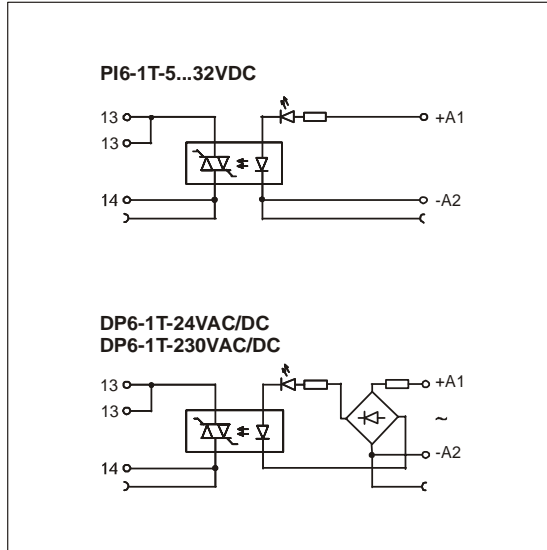 PI6-1T-5...32VDC
13
+A1
13
14
-A2
DP6-1T-24VAC/DC
DP6-1T-230VAC/DC
13
+A1
13
~
14
-A2